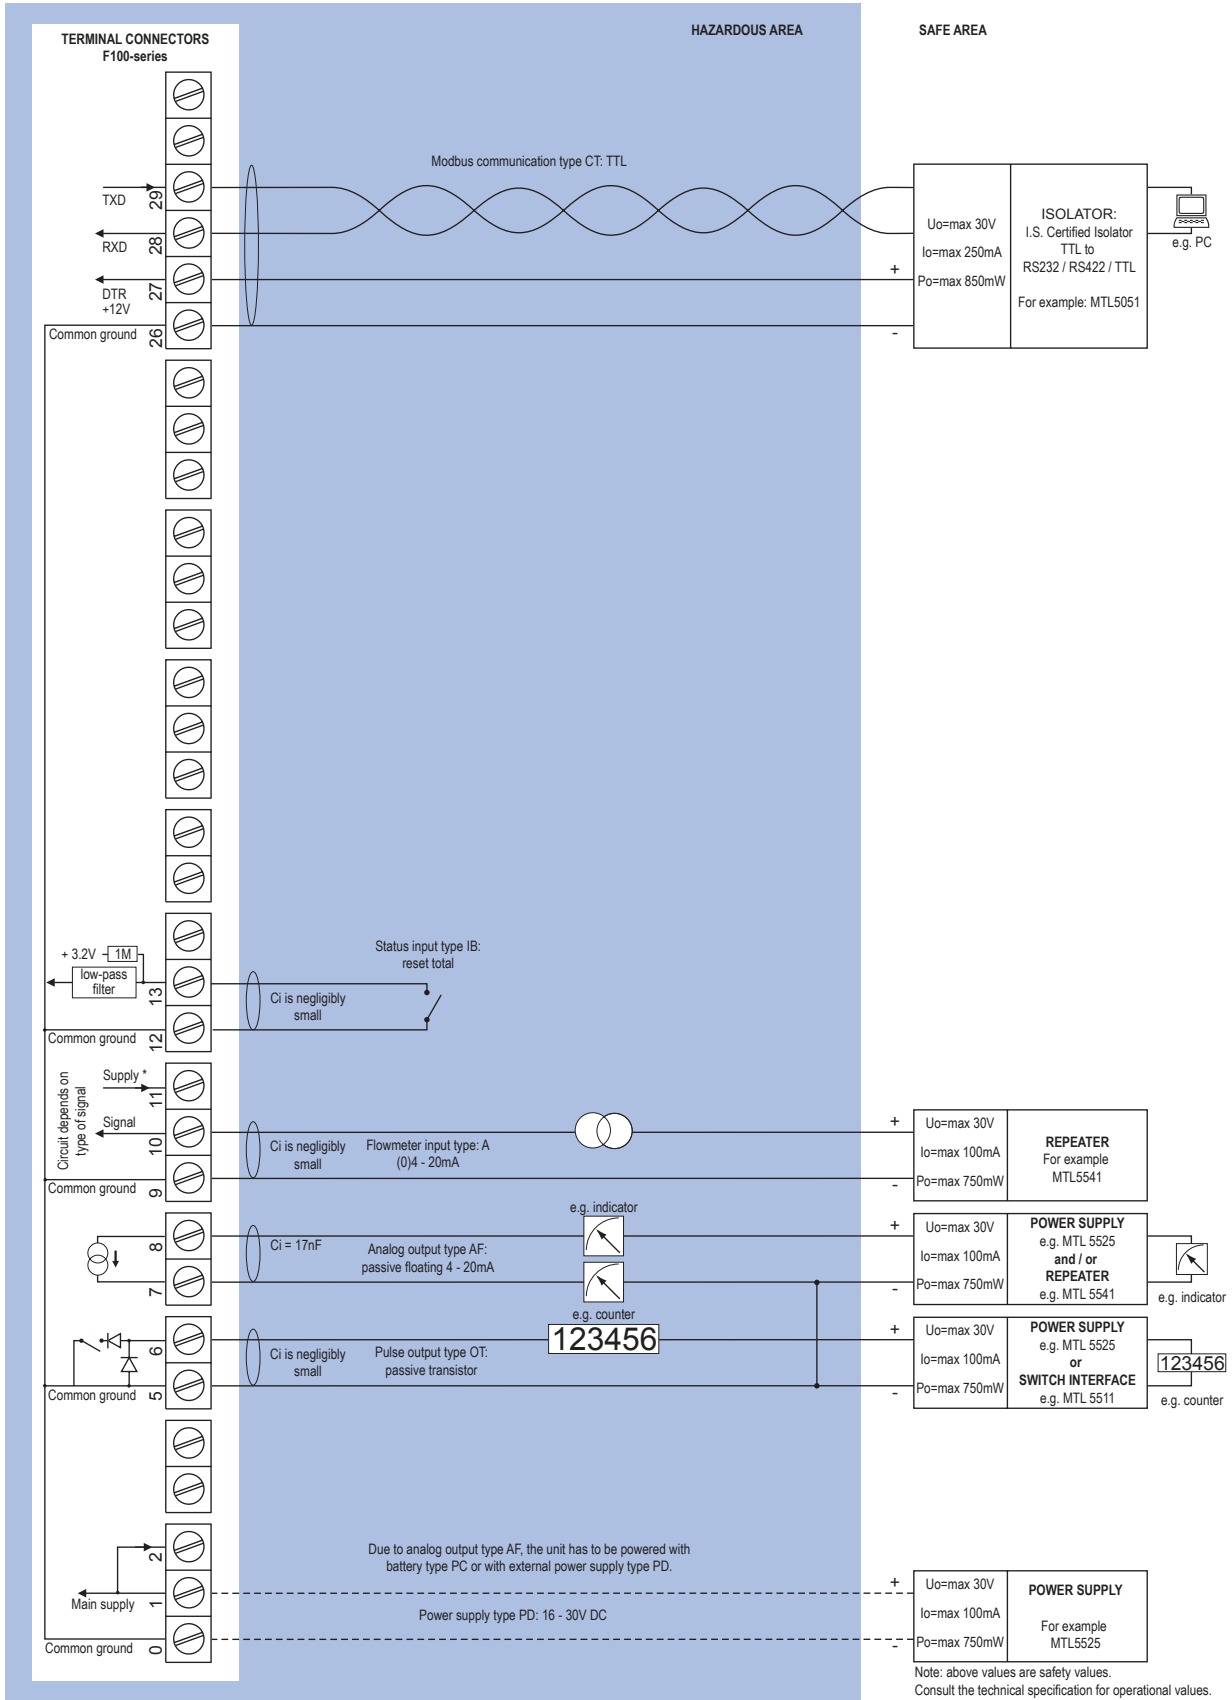 HAZARDOUS AREA
SAFE AREA
TERMINAL CONNECTORS
F100-series
Modbus communication type CT: TTL
TXD
29
RXD
28
DTR
+12V
27
Common ground
26
+
-
Uo=max 30V
Io=max 250mA
Po=max 850mW
ISOLATOR:
I.S. Certified Isolator
TTL to
RS232 / RS422 / TTL
For example: MTL5051
e.g. PC
+ 3.2V
1M
low-pass
filter
13
Common ground
12
Ci is negligibly
small
Status input type IB:
reset total
Circuit depends on
type of signal
Supply *
11
Signal
10
Common ground
9
Ci is negligibly
small
Flowmeter input type: A
(0)4 - 20mA
+
-
Uo=max 30V
Io=max 100mA
Po=max 750mW
REPEATER
For example
MTL5541
8
7
Ci = 17nF
Analog output type AF:
passive floating 4 - 20mA
e.g. indicator
+
-
Uo=max 30V
Io=max 100mA
Po=max 750mW
POWER SUPPLY
e.g. MTL 5525
and / or
REPEATER
e.g. MTL 5541
e.g. indicator
6
Common ground
5
Ci is negligibly
small
Pulse output type OT:
passive transistor
e.g. counter
123456
+
-
Uo=max 30V
Io=max 100mA
Po=max 750mW
POWER SUPPLY
e.g. MTL 5525
or
SWITCH INTERFACE
e.g. MTL 5511
123456
e.g. counter
2
Main supply
1
Common ground
0
Due to analog output type AF, the unit has to be powered with
battery type PC or with external power supply type PD.
Power supply type PD: 16 - 30V DC
+
-
Uo=max 30V
Io=max 100mA
Po=max 750mW
POWER SUPPLY
For example
MTL5525
Note: above values are safety values.
Consult the technical specification for operational values.